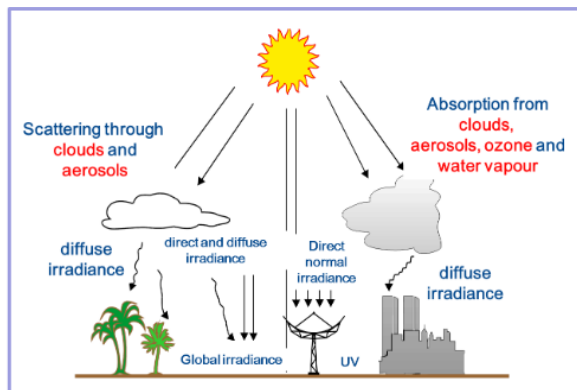 Scattering through
clouds and
aerosols
Absorption from
clouds,
aerosols, ozone and
water vapour
diffuse
irradiance
direct and diffuse
irradiance
Direct
normal
irradiance
diffuse
irradiance
Global irradiance
UV